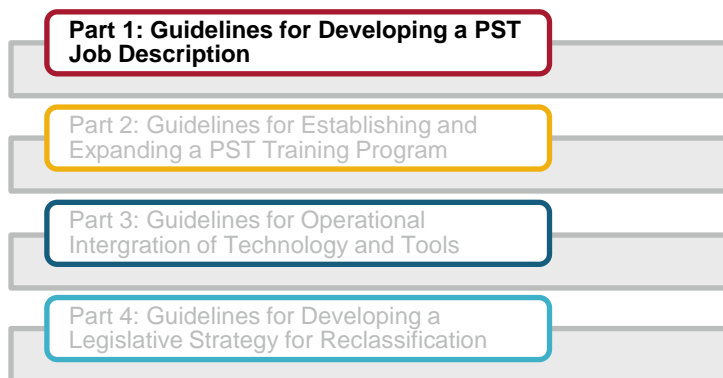 Part 1: Guidelines for Developing a PST
Job Description
Part 2: Guidelines for Establishing and
Expanding a PST Training Program
Part 3: Guidelines for Operational
Intergration of Technology and Tools
Part 4: Guidelines for Developing a
Legislative Strategy for Reclassification